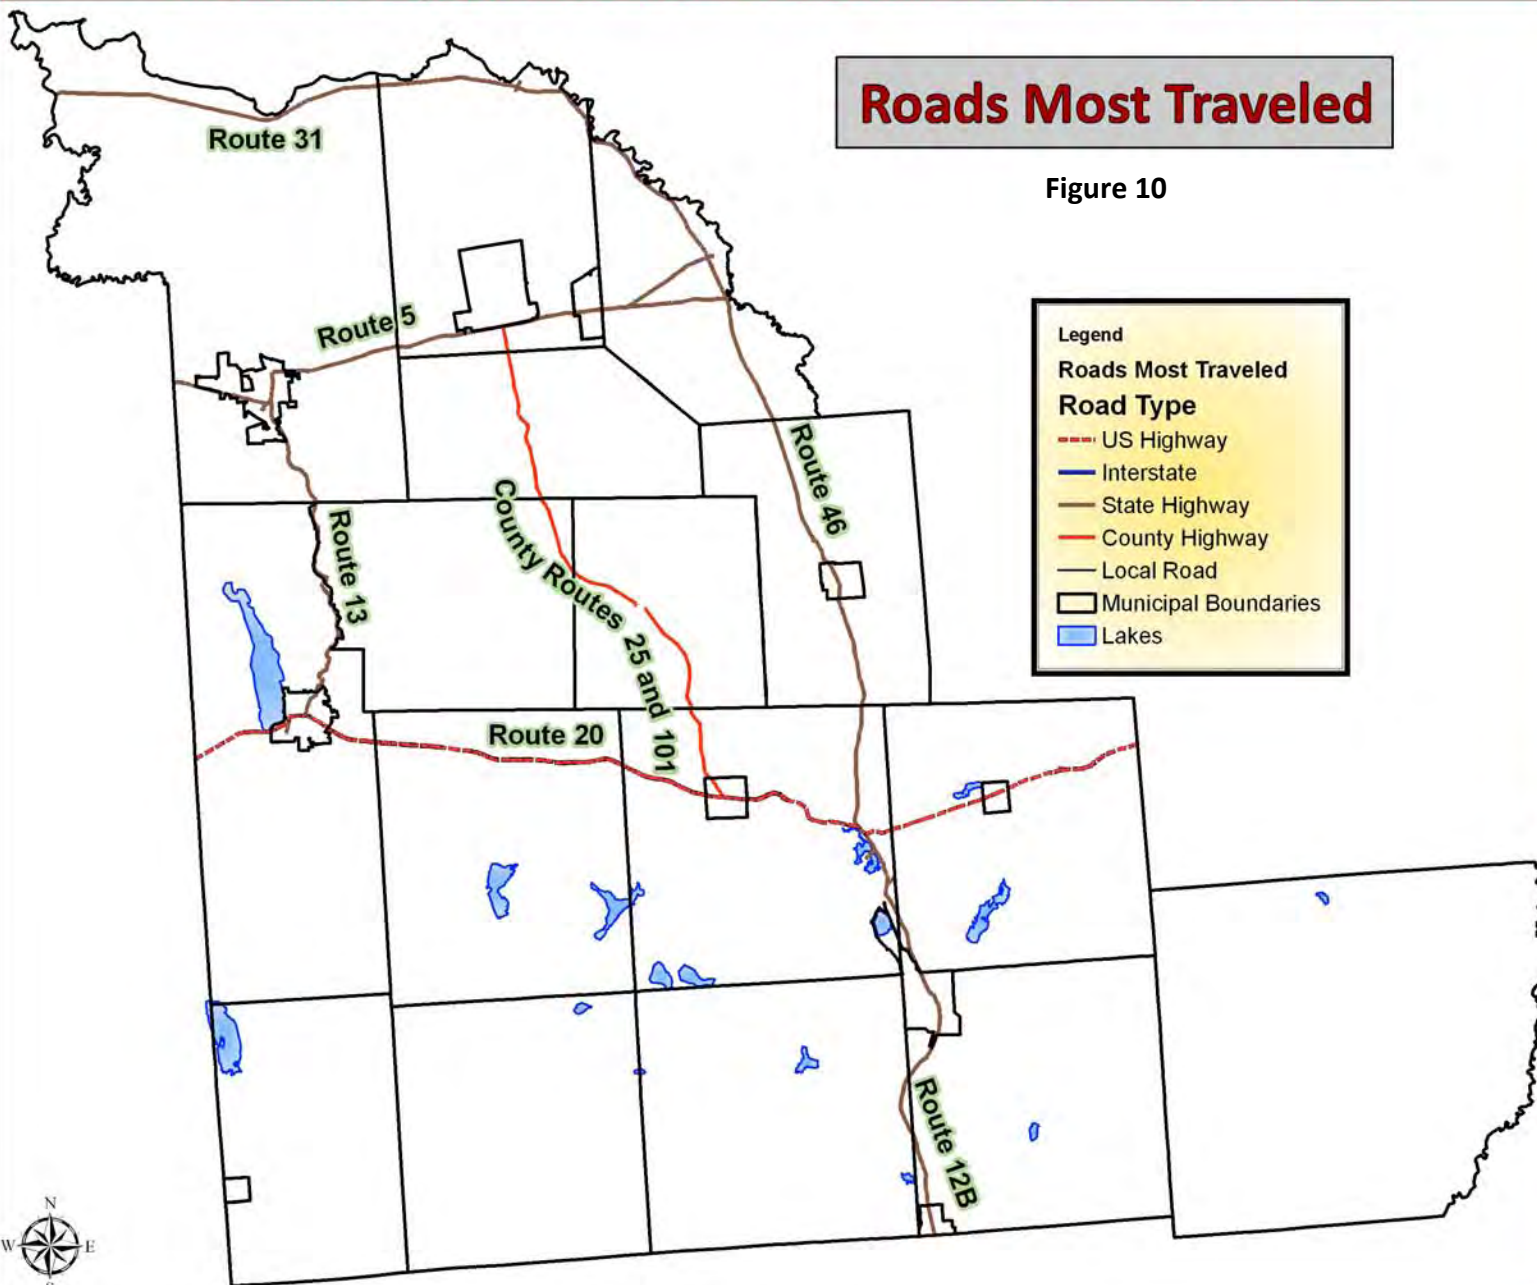 Roads Most Traveled
Figure 10
Route 31
Route 5
Legend
Roads Most Traveled
Road Type
US Highway
Interstate
State Highway
County Highway
Local Road
Municipal Boundaries
Lakes
Route 46
County Routes 25 and 101
Route 13
Route 20
Route 12B
N
W E